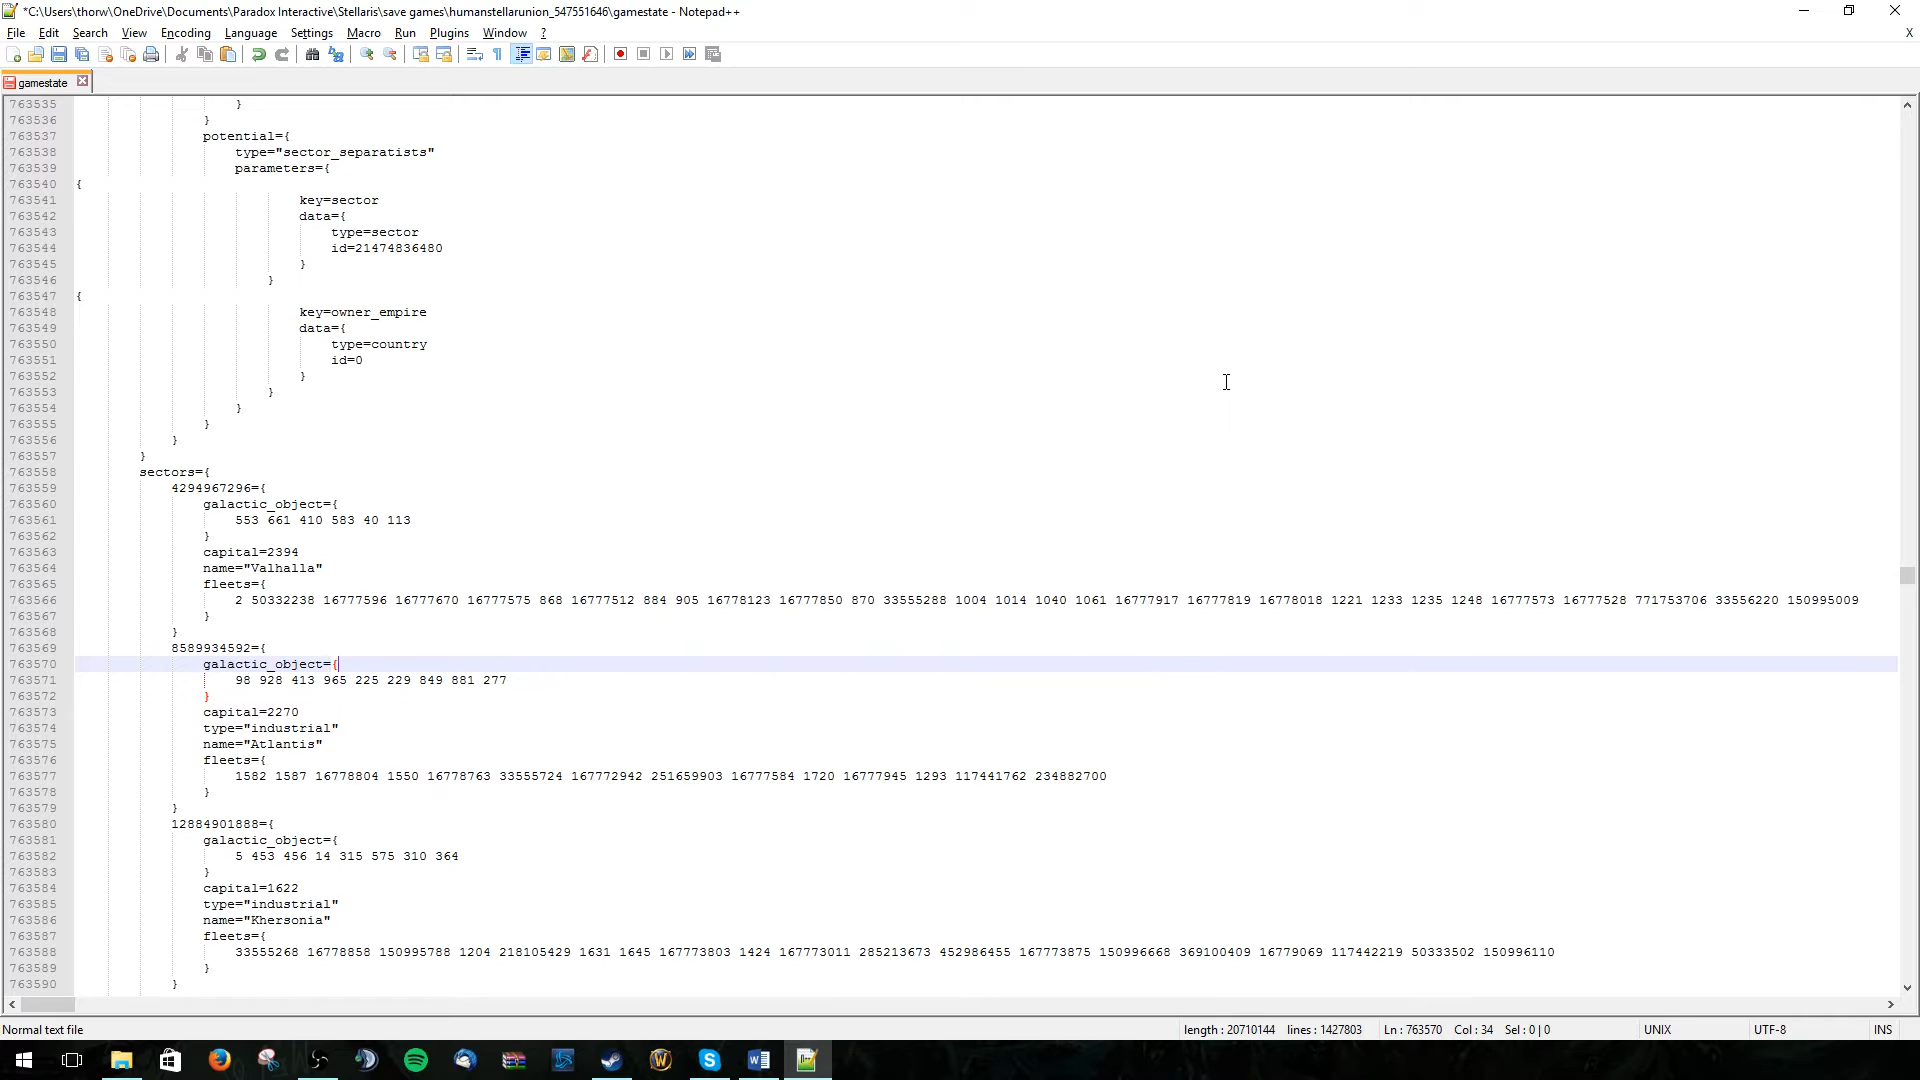 *C:\Users\thorw\OneDrive\Documents\Paradox Interactive\Stellaris\save games\humanstellarunion_547551646\gamestate - Notepad++
File Edit Search View Encoding Language Settings Macro Run Plugins Window ? X
gamestate
763535 }
763536 }
763537 potential={
763538 type="sector_separatists"
763539 parameters={
763540 {
763541 key=sector
763542 data={
763543 type=sector
763544 id=21474836480
763545 }
763546 }
763547 {
763548 key=owner_empire
763549 data={
763550 type=country
763551 id=0
763552 }
763553 }
763554 }
763555 }
763556 }
763557 }
763558 sectors={
763559 4294967296={
763560 galactic_object={
763561 553 661 410 583 40 113
763562 }
763563 capital=2394
763564 name="Valhalla"
763565 fleets={
763566 2 50332238 16777596 16777670 16777575 868 16777512 884 905 16778123 16777850 870 33555288 1004 1014 1040 1061 16777917 16777819 16778018 1221 1233 1235 1248 16777573 16777528 771753706 33556220 150995009
763567 }
763568 }
763569 8589934592={
763570 galactic_object={
763571 98 928 413 965 225 229 849 881 277
763572 }
763573 capital=2270
763574 type="industrial"
763575 name="Atlantis"
763576 fleets={
763577 1582 1587 16778804 1550 16778763 33555724 167772942 251659903 16777584 1720 16777945 1293 117441762 234882700
763578 }
763579 }
763580 12884901888={
763581 galactic_object={
763582 5 453 456 14 315 575 310 364
763583 }
763584 capital=1622
763585 type="industrial"
763586 name="Khersonia"
763587 fleets={
763588 33555268 16778858 150995788 1204 218105429 1631 1645 167773803 1424 167773011 285213673 452986455 167773875 150996668 369100409 16779069 117442219 50333502 150996110
763589 }
763590 }
Normal text file length : 20710144 lines : 1427803 Ln : 763570 Col : 34 Sel : 0 | 0 UNIX UTF-8 INS